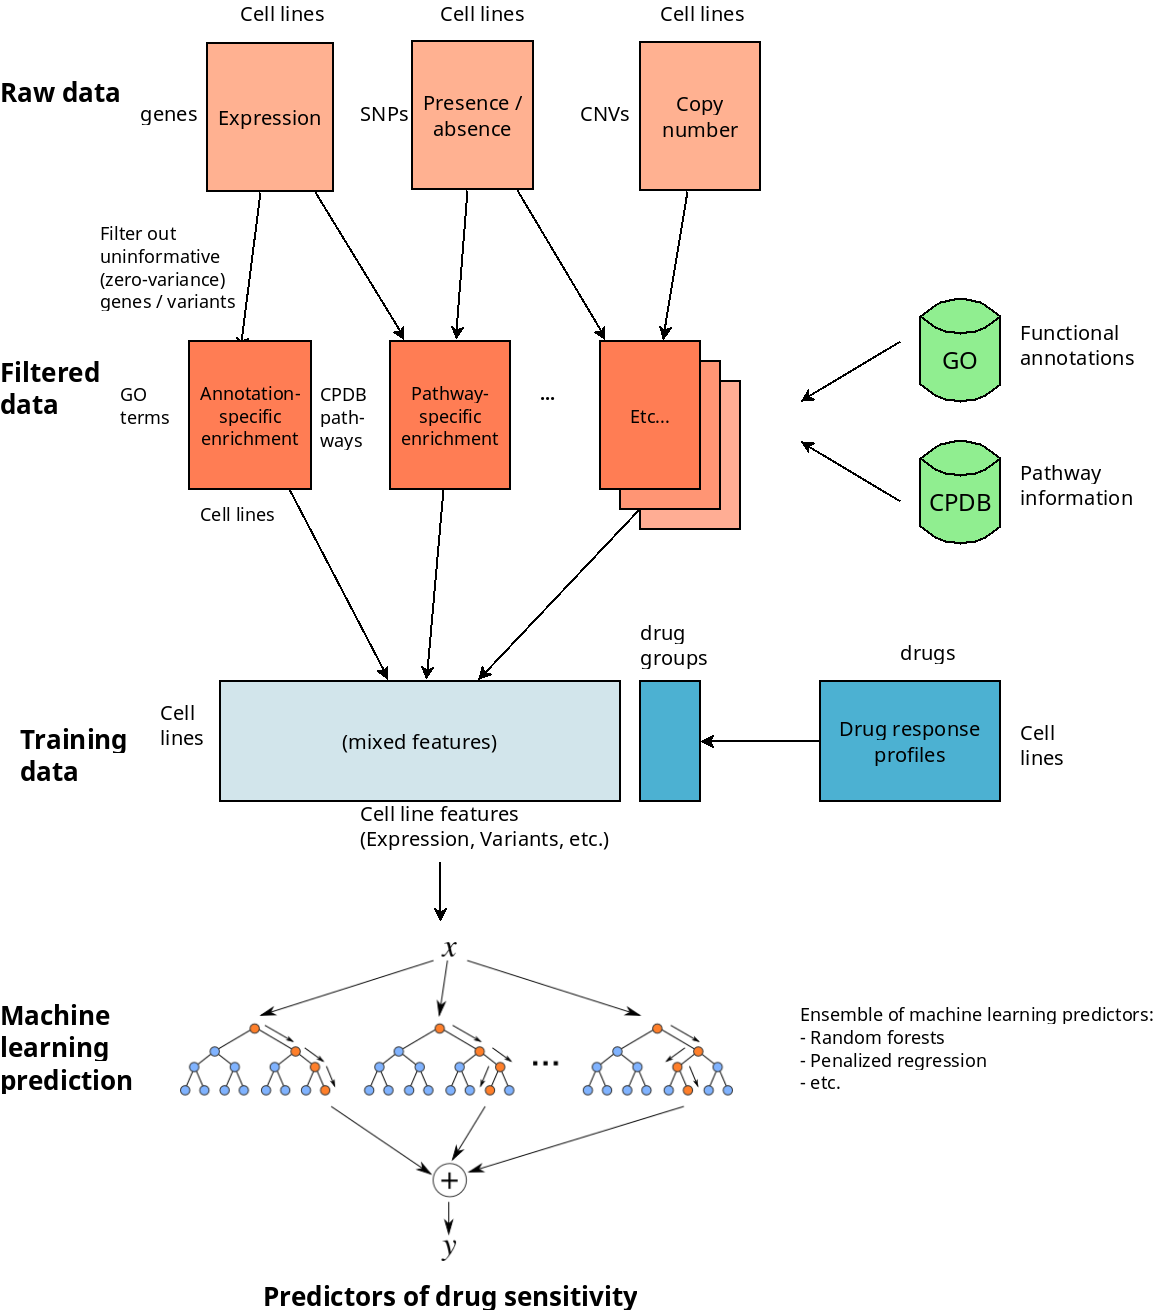 Cell lines
Cell lines
Cell lines
Raw data
genes
Expression
SNPs
Presence /
absence
CNVs
Copy
number
Filter out
uninformative
(zero-variance)
genes / variants
Filtered
data
GO
terms
Annotation-
specific
enrichment
CPDB
path-
ways
Pathway-
specific
enrichment
...
Etc...
GO
Functional
annotations
CPDB
Pathway
information
Cell lines
drug
groups
drugs
Training
data
Cell
lines
(mixed features)
Drug response
profiles
Cell
lines
Cell line features
(Expression, Variants, etc.)
x
Machine
learning
prediction
...
Ensemble of machine learning predictors:
- Random forests
- Penalized regression
- etc.
+
y
Predictors of drug sensitivity